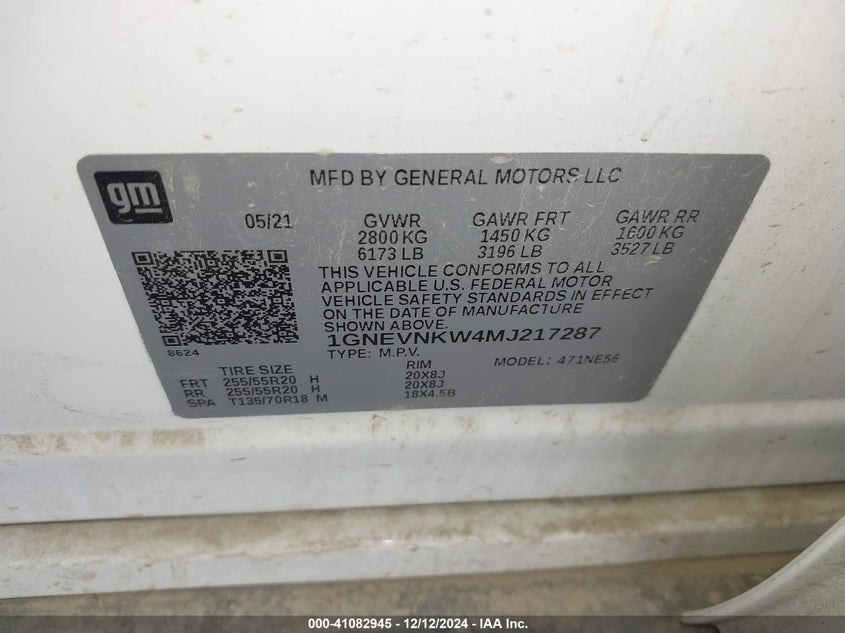 gm
MFD BY GENERAL MOTORS LLC
05/21 GVWR GAWR FRT GAWR RR
2800 KG 1450 KG 1600 KG
6173 LB 3196 LB 3527 LB
THIS VEHICLE CONFORMS TO ALL
APPLICABLE U.S. FEDERAL MOTOR
VEHICLE SAFETY STANDARDS IN EFFECT
ON THE DATE OF MANUFACTURE
SHOWN ABOVE.
1GNEVNKW4MJ217287
8624
TYPE: M.P.V. MODEL: 471NE56
TIRE SIZE RIM
FRT 255/55R20 H 20X8J
RR 255/55R20 H 20X8J
SPA T135/70R18 M 18X4.5B
000-41082945 - 12/12/2024 - IAA Inc.